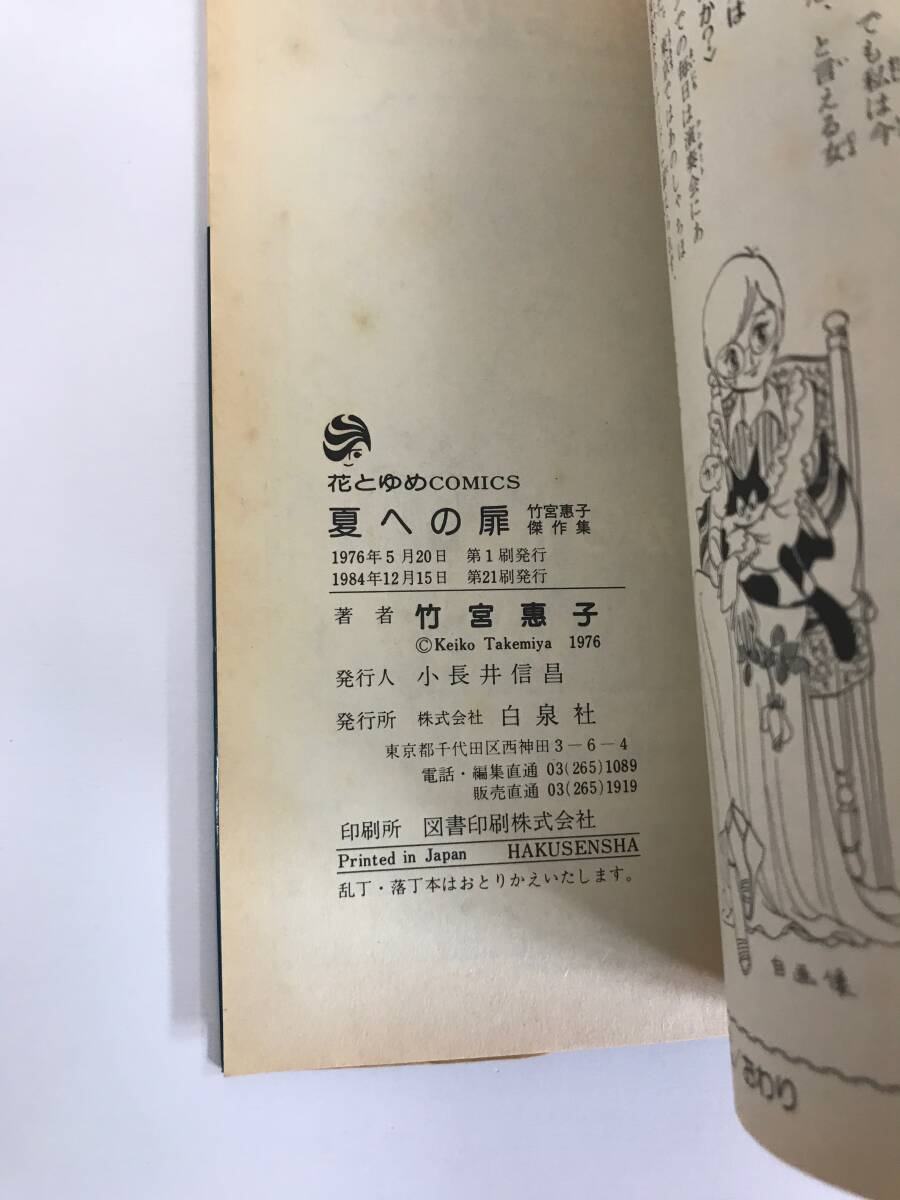 花とゆめCOMICS
夏への扉 竹宮恵子傑作集
1976年5月20日 第1刷発行
1984年12月15日 第21刷発行
著者 竹宮惠子
©Keiko Takemiya 1976
発行人 小長井信昌
発行所 株式会社 白泉社
東京都千代田区西神田3-6-4
電話・編集直通 03(265)1089
販売直通 03(265)1919
印刷所 図書印刷株式会社
Printed in Japan HAKUSENSHA
乱丁・落丁本はおとりかえいたします。
でも私は今
と言える女
自画像
おわり